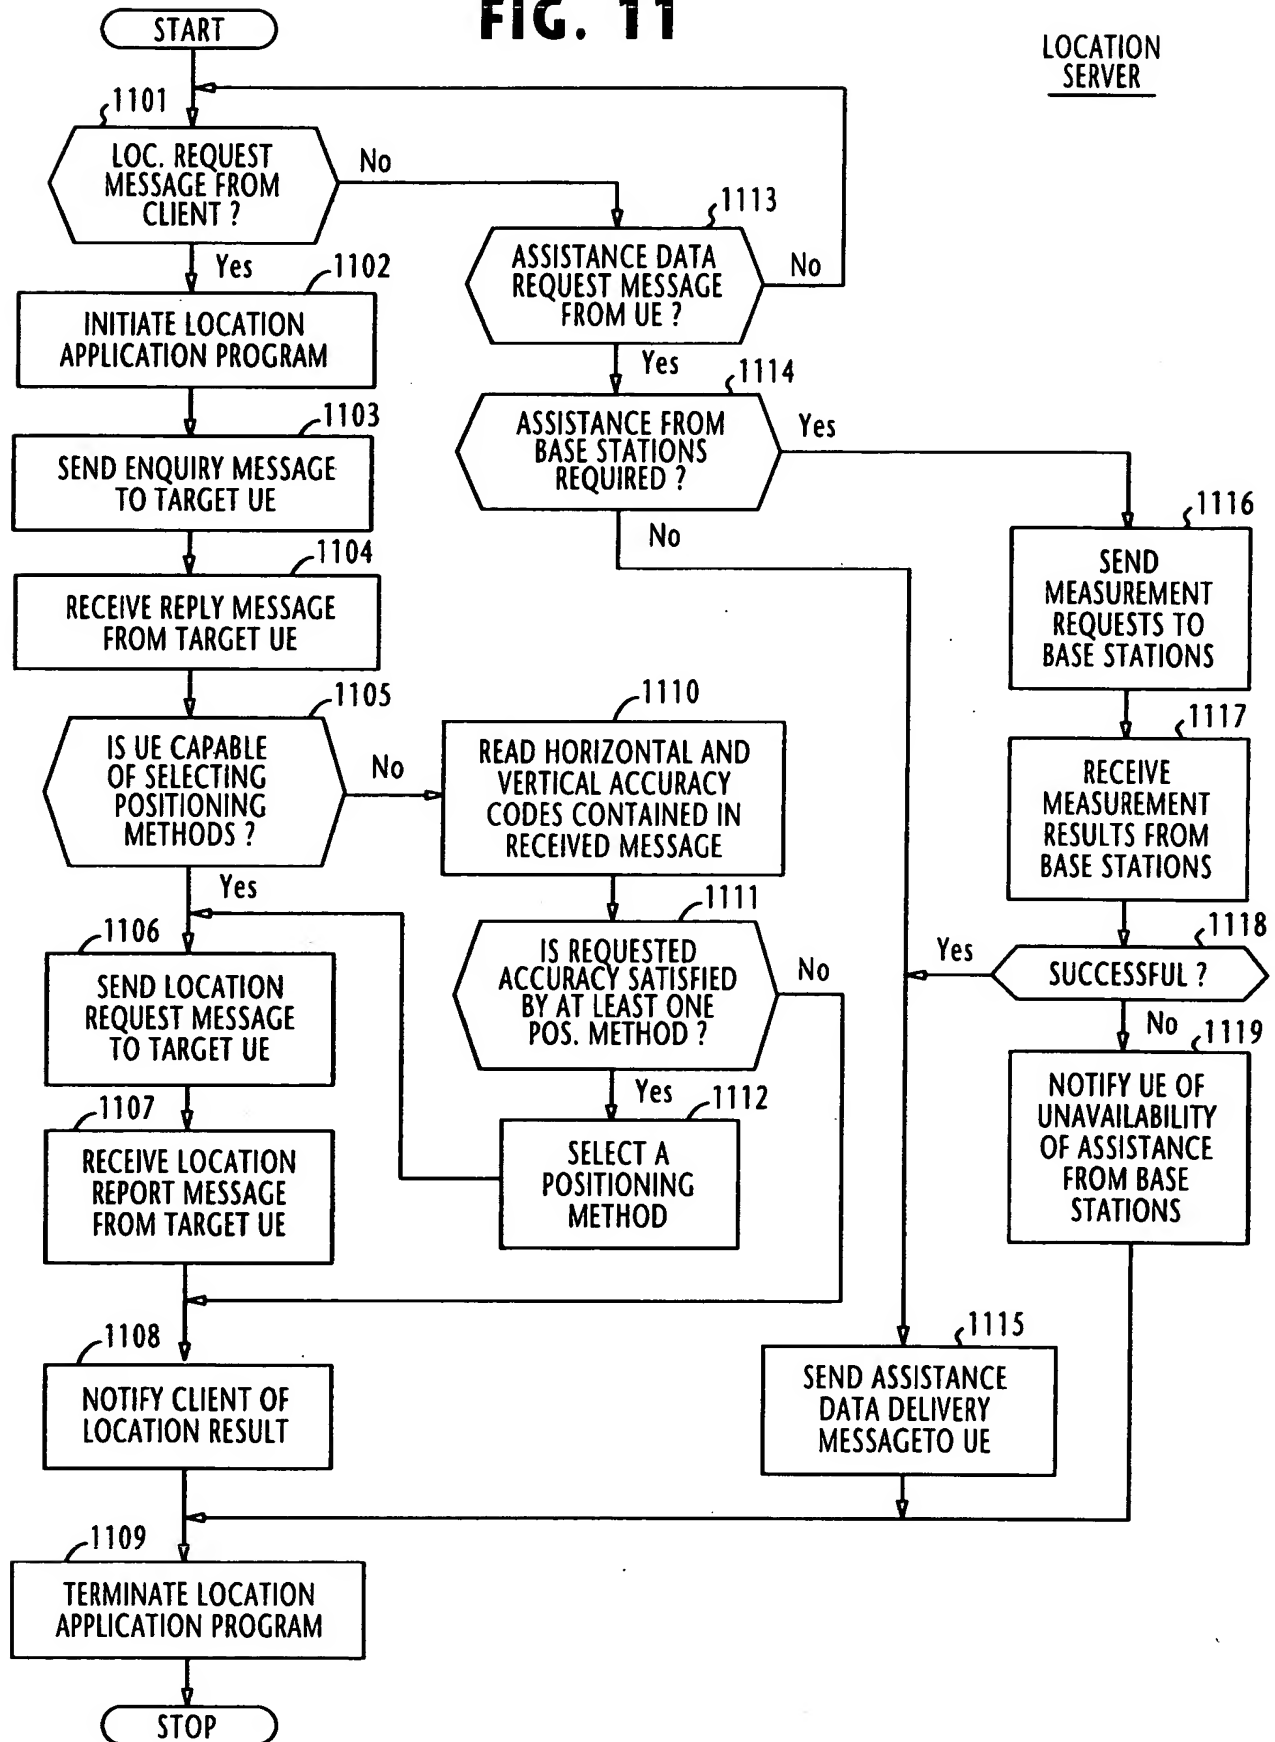 FIG. 11
LOCATION
SERVER
START
1101
LOC. REQUEST
MESSAGE FROM
CLIENT ?
No
Yes
1102
INITIATE LOCATION
APPLICATION PROGRAM
1103
SEND ENQUIRY MESSAGE
TO TARGET UE
1104
RECEIVE REPLY MESSAGE
FROM TARGET UE
1105
IS UE CAPABLE
OF SELECTING
POSITIONING
METHODS ?
No
Yes
1106
SEND LOCATION
REQUEST MESSAGE
TO TARGET UE
1107
RECEIVE LOCATION
REPORT MESSAGE
FROM TARGET UE
1108
NOTIFY CLIENT OF
LOCATION RESULT
1109
TERMINATE LOCATION
APPLICATION PROGRAM
STOP
1110
READ HORIZONTAL AND
VERTICAL ACCURACY
CODES CONTAINED IN
RECEIVED MESSAGE
1111
IS REQUESTED
ACCURACY SATISFIED
BY AT LEAST ONE
POS. METHOD ?
No
Yes
1112
SELECT A
POSITIONING
METHOD
1113
ASSISTANCE DATA
REQUEST MESSAGE
FROM UE ?
No
Yes
1114
ASSISTANCE FROM
BASE STATIONS
REQUIRED ?
Yes
No
1115
SEND ASSISTANCE
DATA DELIVERY
MESSAGETO UE
1116
SEND
MEASUREMENT
REQUESTS TO
BASE STATIONS
1117
RECEIVE
MEASUREMENT
RESULTS FROM
BASE STATIONS
1118
SUCCESSFUL ?
Yes
No
1119
NOTIFY UE OF
UNAVAILABILITY
OF ASSISTANCE
FROM BASE
STATIONS